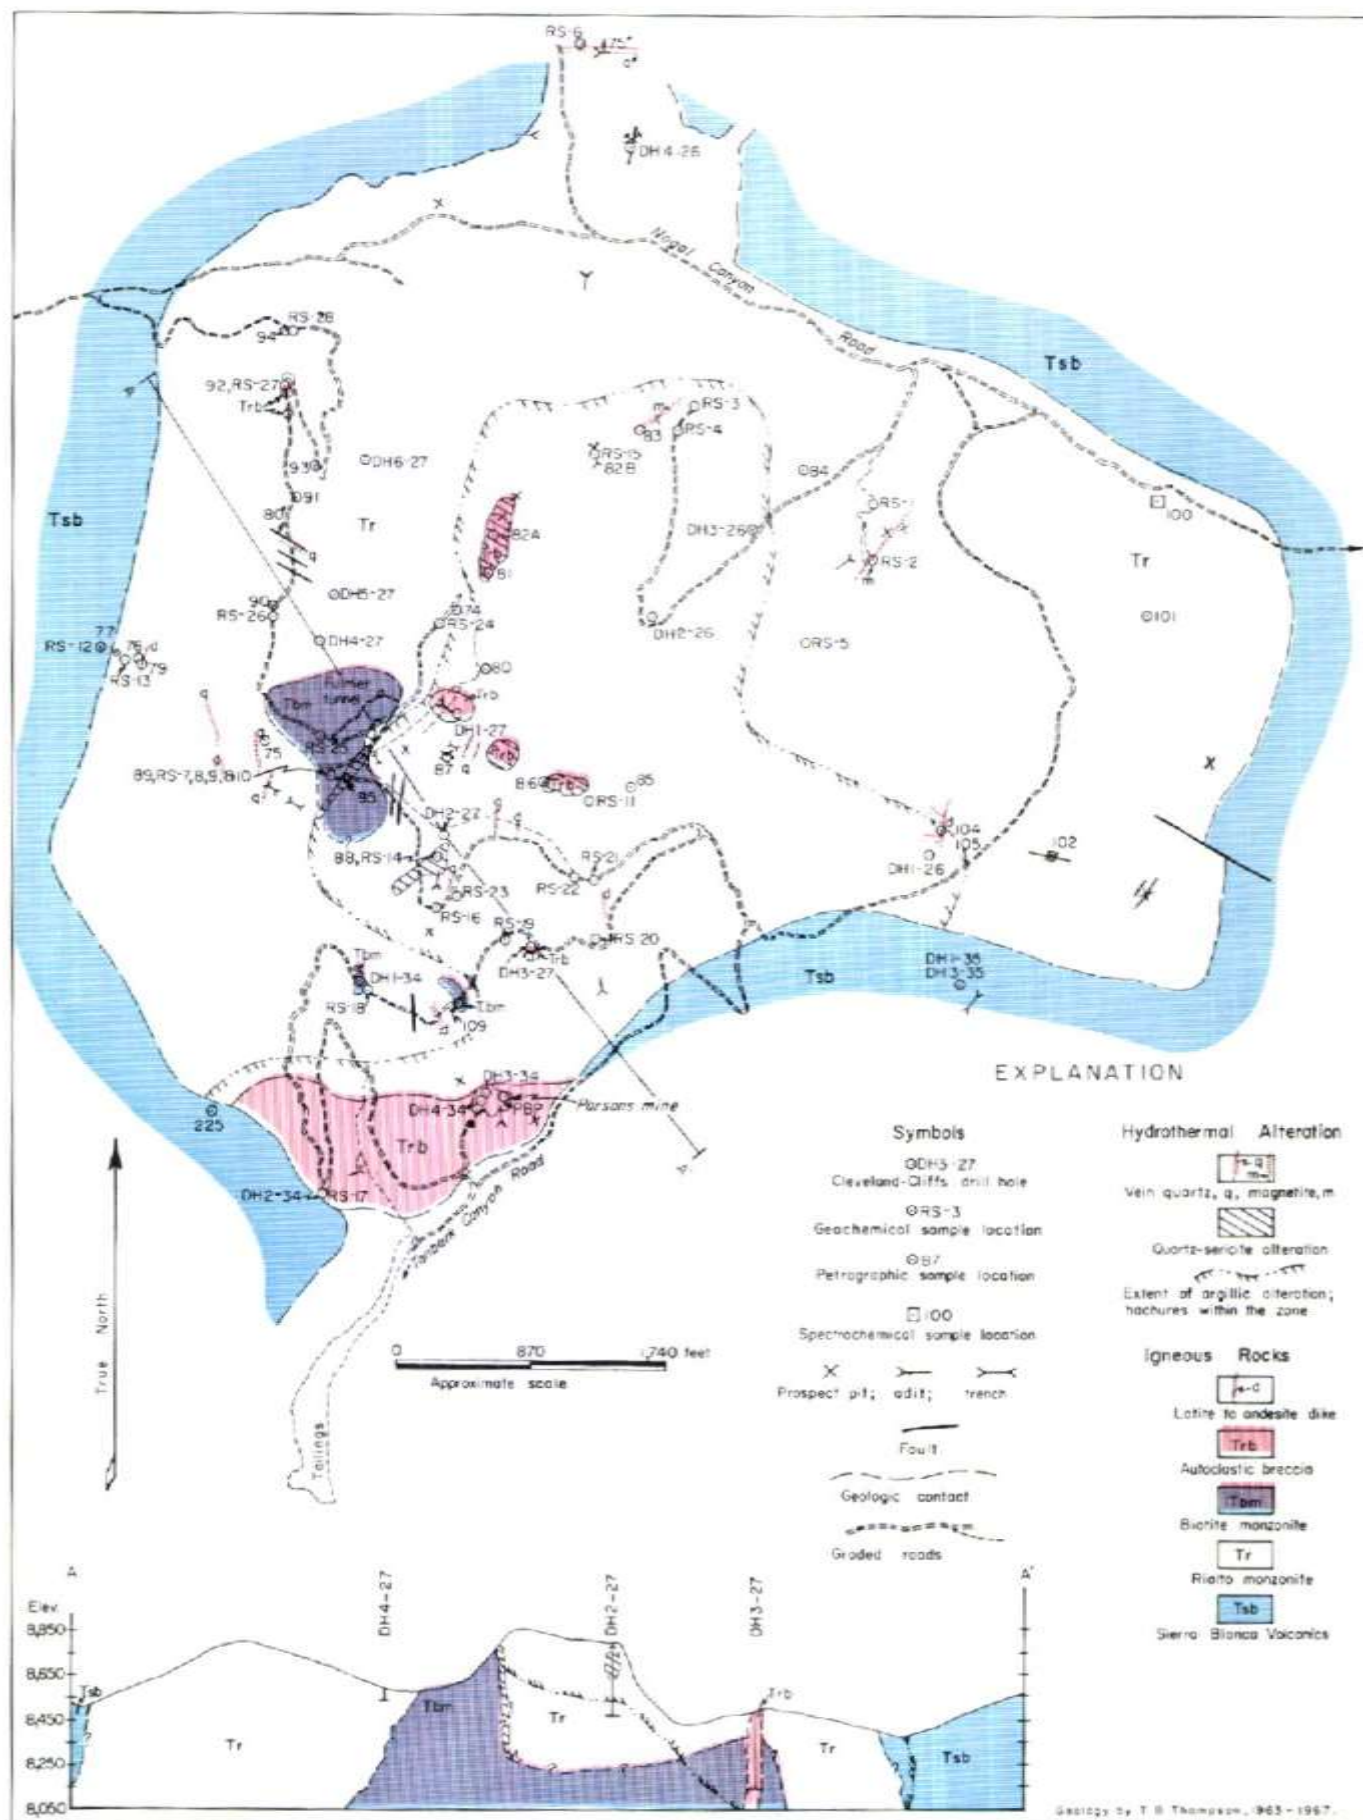 RS-6
75°
DH4-26
Nogal Canyon Road
RS-28
94
Tsb
92,RS-27
Trb
RS-3
m
83
RS-4
RS-15
82B
93
DH6-27
84
91
80
Tsb
Tr
q
82A
DH3-26
RS-1
100
Tr
81
RS-2
m
90
DH5-27
RS-26
74
RS-24
DH2-26
101
77
RS-12
76
d
79
RS-13
DH4-27
RS-5
80
Tbm
tunnel
Trb
q
DH1-27
75
RS-25
Trb
87
q
89,RS-7,8,9,810
86
Trb
85
RS-11
q
95
q
DH2-27
q
104
105
102
88,RS-14
RS-21
DH1-26
RS-22
RS-23
d
RS-16
RS-19
RS-20
Trb
DH3-27
Tbm
DH1-34
Tsb
DH1-35
DH3-35
RS-18
Tbm
109
d
DH3-34
DH4-34
PBP
Parsons mine
225
Trb
DH2-34
RS-17
Tanbark Canyon Road
True North
0 870 1,740 feet
Approximate scale
Tailings
EXPLANATION
Symbols
DH3-27
Cleveland-Cliffs drill hole
RS-3
Geochemical sample location
87
Petrographic sample location
100
Spectrochemical sample location
Prospect pit; adit; trench
Fault
Geologic contact
Graded roads
Hydrothermal Alteration
q
m
Vein quartz, q, magnetite, m
Quartz-sericite alteration
Extent of argillic alteration;
hachures within the zone
Igneous Rocks
d
Latite to andesite dike
Trb
Autoclastic breccia
Tbm
Biotite monzonite
Tr
Rialto monzonite
Tsb
Sierra Blanca Volcanics
A
DH4-27
DH2-27
DH3-27
A'
Elev.
8,850
8,650
8,450
8,250
8,050
Tsb
Tr
Tbm
Tr
Trb
Tr
Tsb
Geology by T. B. Thompson, 1963-1967.